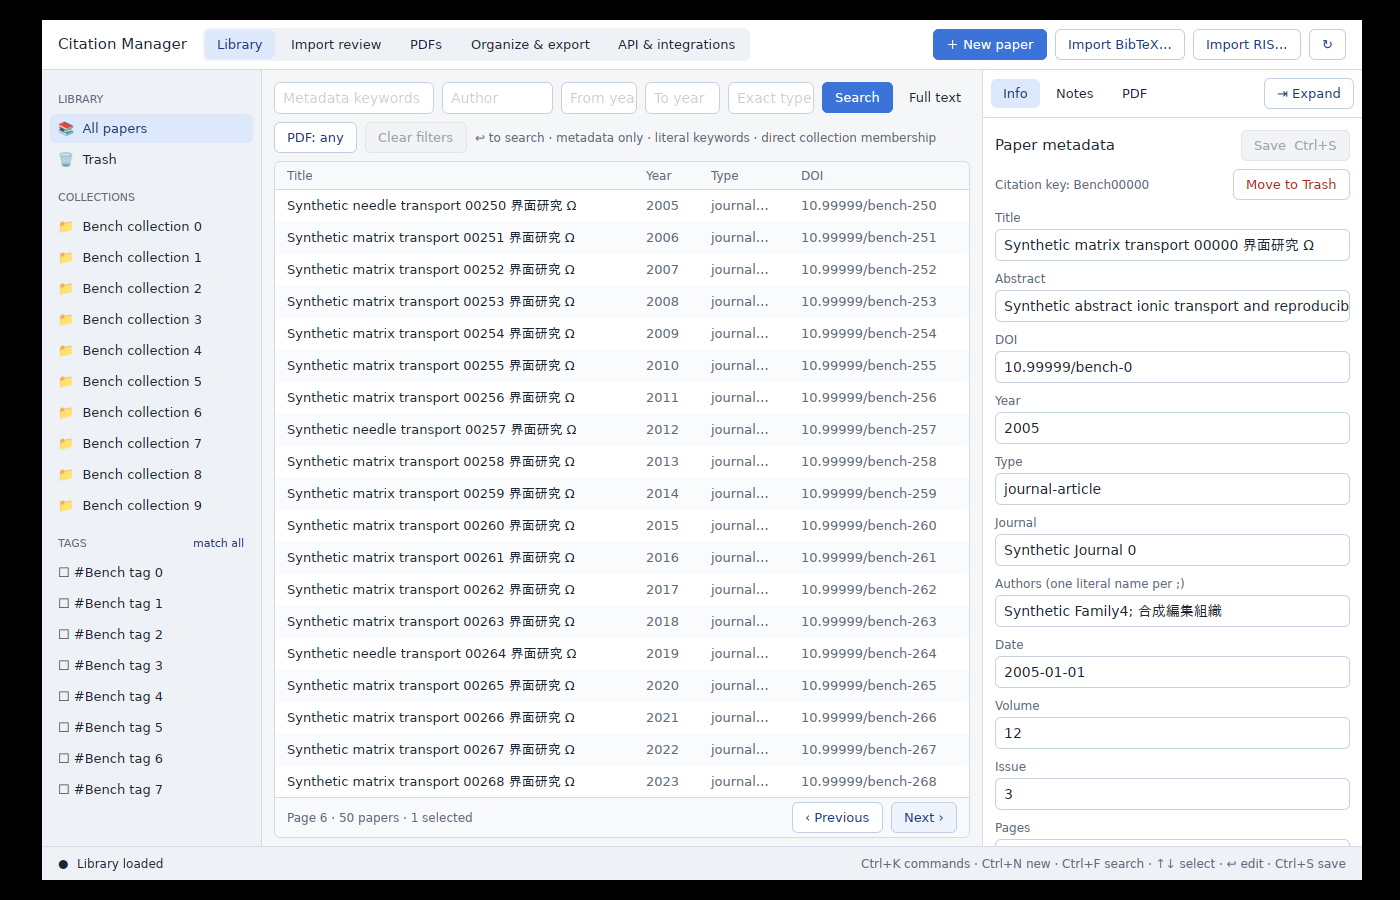 Citation Manager
Library
Import review
PDFs
Organize & export
API & integrations
+ New paper
Import BibTeX...
Import RIS...
↻
LIBRARY
📚 All papers
🗑️ Trash
COLLECTIONS
📁 Bench collection 0
📁 Bench collection 1
📁 Bench collection 2
📁 Bench collection 3
📁 Bench collection 4
📁 Bench collection 5
📁 Bench collection 6
📁 Bench collection 7
📁 Bench collection 8
📁 Bench collection 9
TAGS match all
☐ #Bench tag 0
☐ #Bench tag 1
☐ #Bench tag 2
☐ #Bench tag 3
☐ #Bench tag 4
☐ #Bench tag 5
☐ #Bench tag 6
☐ #Bench tag 7
Metadata keywords
Author
From yea
To year
Exact type
Search
Full text
PDF: any
Clear filters
↩ to search · metadata only · literal keywords · direct collection membership
Title Year Type DOI
Synthetic needle transport 00250 界面研究 Ω 2005 journal... 10.99999/bench-250
Synthetic matrix transport 00251 界面研究 Ω 2006 journal... 10.99999/bench-251
Synthetic matrix transport 00252 界面研究 Ω 2007 journal... 10.99999/bench-252
Synthetic matrix transport 00253 界面研究 Ω 2008 journal... 10.99999/bench-253
Synthetic matrix transport 00254 界面研究 Ω 2009 journal... 10.99999/bench-254
Synthetic matrix transport 00255 界面研究 Ω 2010 journal... 10.99999/bench-255
Synthetic matrix transport 00256 界面研究 Ω 2011 journal... 10.99999/bench-256
Synthetic needle transport 00257 界面研究 Ω 2012 journal... 10.99999/bench-257
Synthetic matrix transport 00258 界面研究 Ω 2013 journal... 10.99999/bench-258
Synthetic matrix transport 00259 界面研究 Ω 2014 journal... 10.99999/bench-259
Synthetic matrix transport 00260 界面研究 Ω 2015 journal... 10.99999/bench-260
Synthetic matrix transport 00261 界面研究 Ω 2016 journal... 10.99999/bench-261
Synthetic matrix transport 00262 界面研究 Ω 2017 journal... 10.99999/bench-262
Synthetic matrix transport 00263 界面研究 Ω 2018 journal... 10.99999/bench-263
Synthetic needle transport 00264 界面研究 Ω 2019 journal... 10.99999/bench-264
Synthetic matrix transport 00265 界面研究 Ω 2020 journal... 10.99999/bench-265
Synthetic matrix transport 00266 界面研究 Ω 2021 journal... 10.99999/bench-266
Synthetic matrix transport 00267 界面研究 Ω 2022 journal... 10.99999/bench-267
Synthetic matrix transport 00268 界面研究 Ω 2023 journal... 10.99999/bench-268
Page 6 · 50 papers · 1 selected
‹ Previous
Next ›
Info
Notes
PDF
⇥ Expand
Paper metadata
Save Ctrl+S
Citation key: Bench00000
Move to Trash
Title
Synthetic matrix transport 00000 界面研究 Ω
Abstract
Synthetic abstract ionic transport and reproducib
DOI
10.99999/bench-0
Year
2005
Type
journal-article
Journal
Synthetic Journal 0
Authors (one literal name per ;)
Synthetic Family4; 合成編集組織
Date
2005-01-01
Volume
12
Issue
3
Pages
● Library loaded
Ctrl+K commands · Ctrl+N new · Ctrl+F search · ↑↓ select · ↩ edit · Ctrl+S save